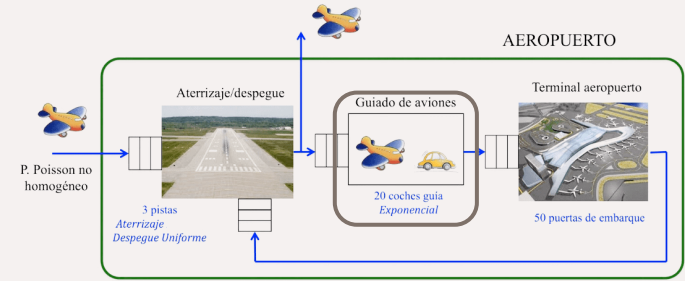 AEROPUERTO
Aterrizaje/despegue
Guiado de aviones
Terminal aeropuerto
P. Poisson no
homogéneo
3 pistas
Aterrizaje
Despegue Uniforme
20 coches guía
Exponencial
50 puertas de embarque